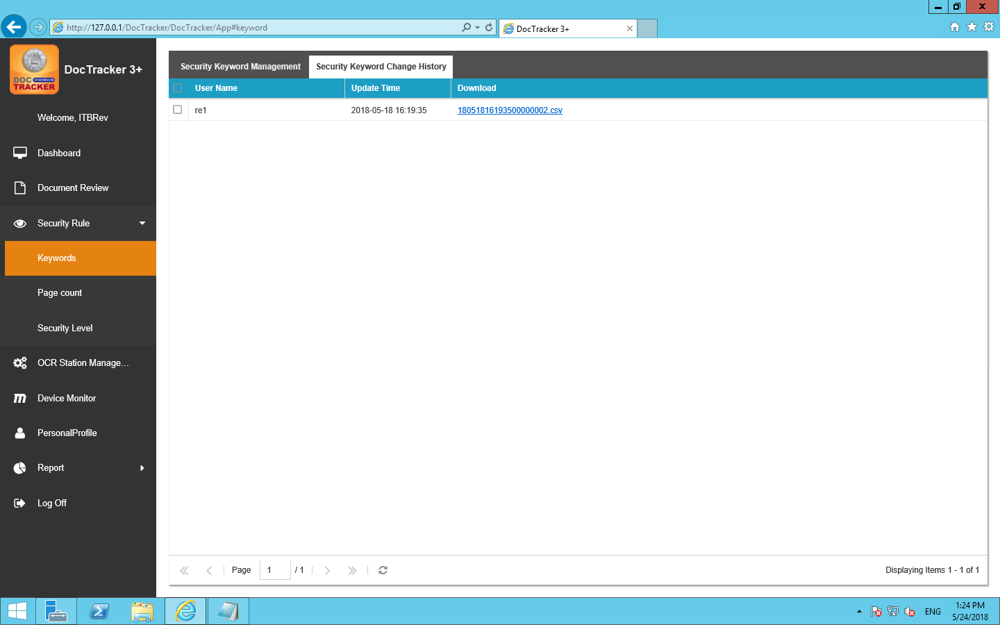 http://127.0.0.1/DocTracker/DocTracker/App#keyword
DocTracker 3+
DOC
TRACKER
DocTracker 3+
Welcome, ITBRev
Dashboard
Document Review
Security Rule
Keywords
Page count
Security Level
OCR Station Manage...
Device Monitor
PersonalProfile
Report
Log Off
Security Keyword Management
Security Keyword Change History
User Name
Update Time
Download
re1
2018-05-18 16:19:35
18051816193500000002.csv
Page
1
/ 1
Displaying Items 1 - 1 of 1
ENG
1:24 PM
5/24/2018